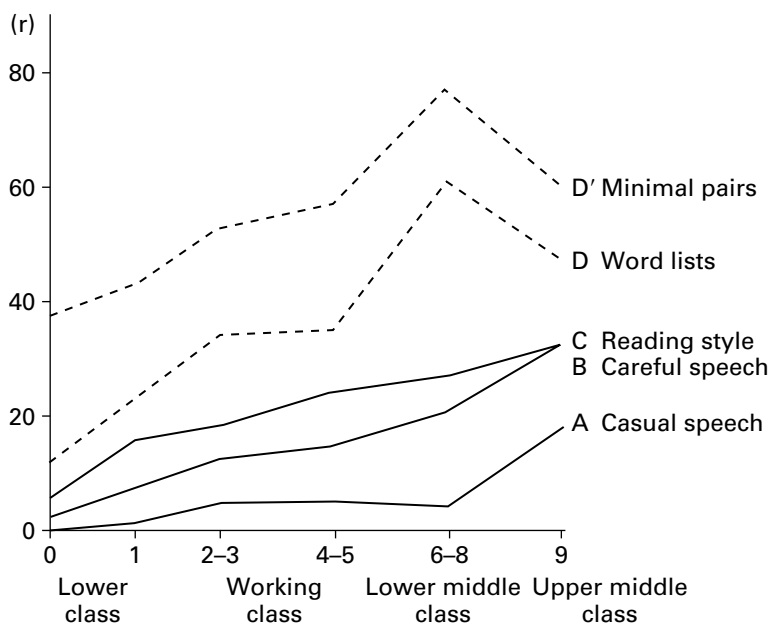 (r)
80
60
40
20
0
D′ Minimal pairs
D Word lists
C Reading style
B Careful speech
A Casual speech
0 1 2–3 4–5 6–8 9
Lower Working Lower middle Upper middle
class class class class